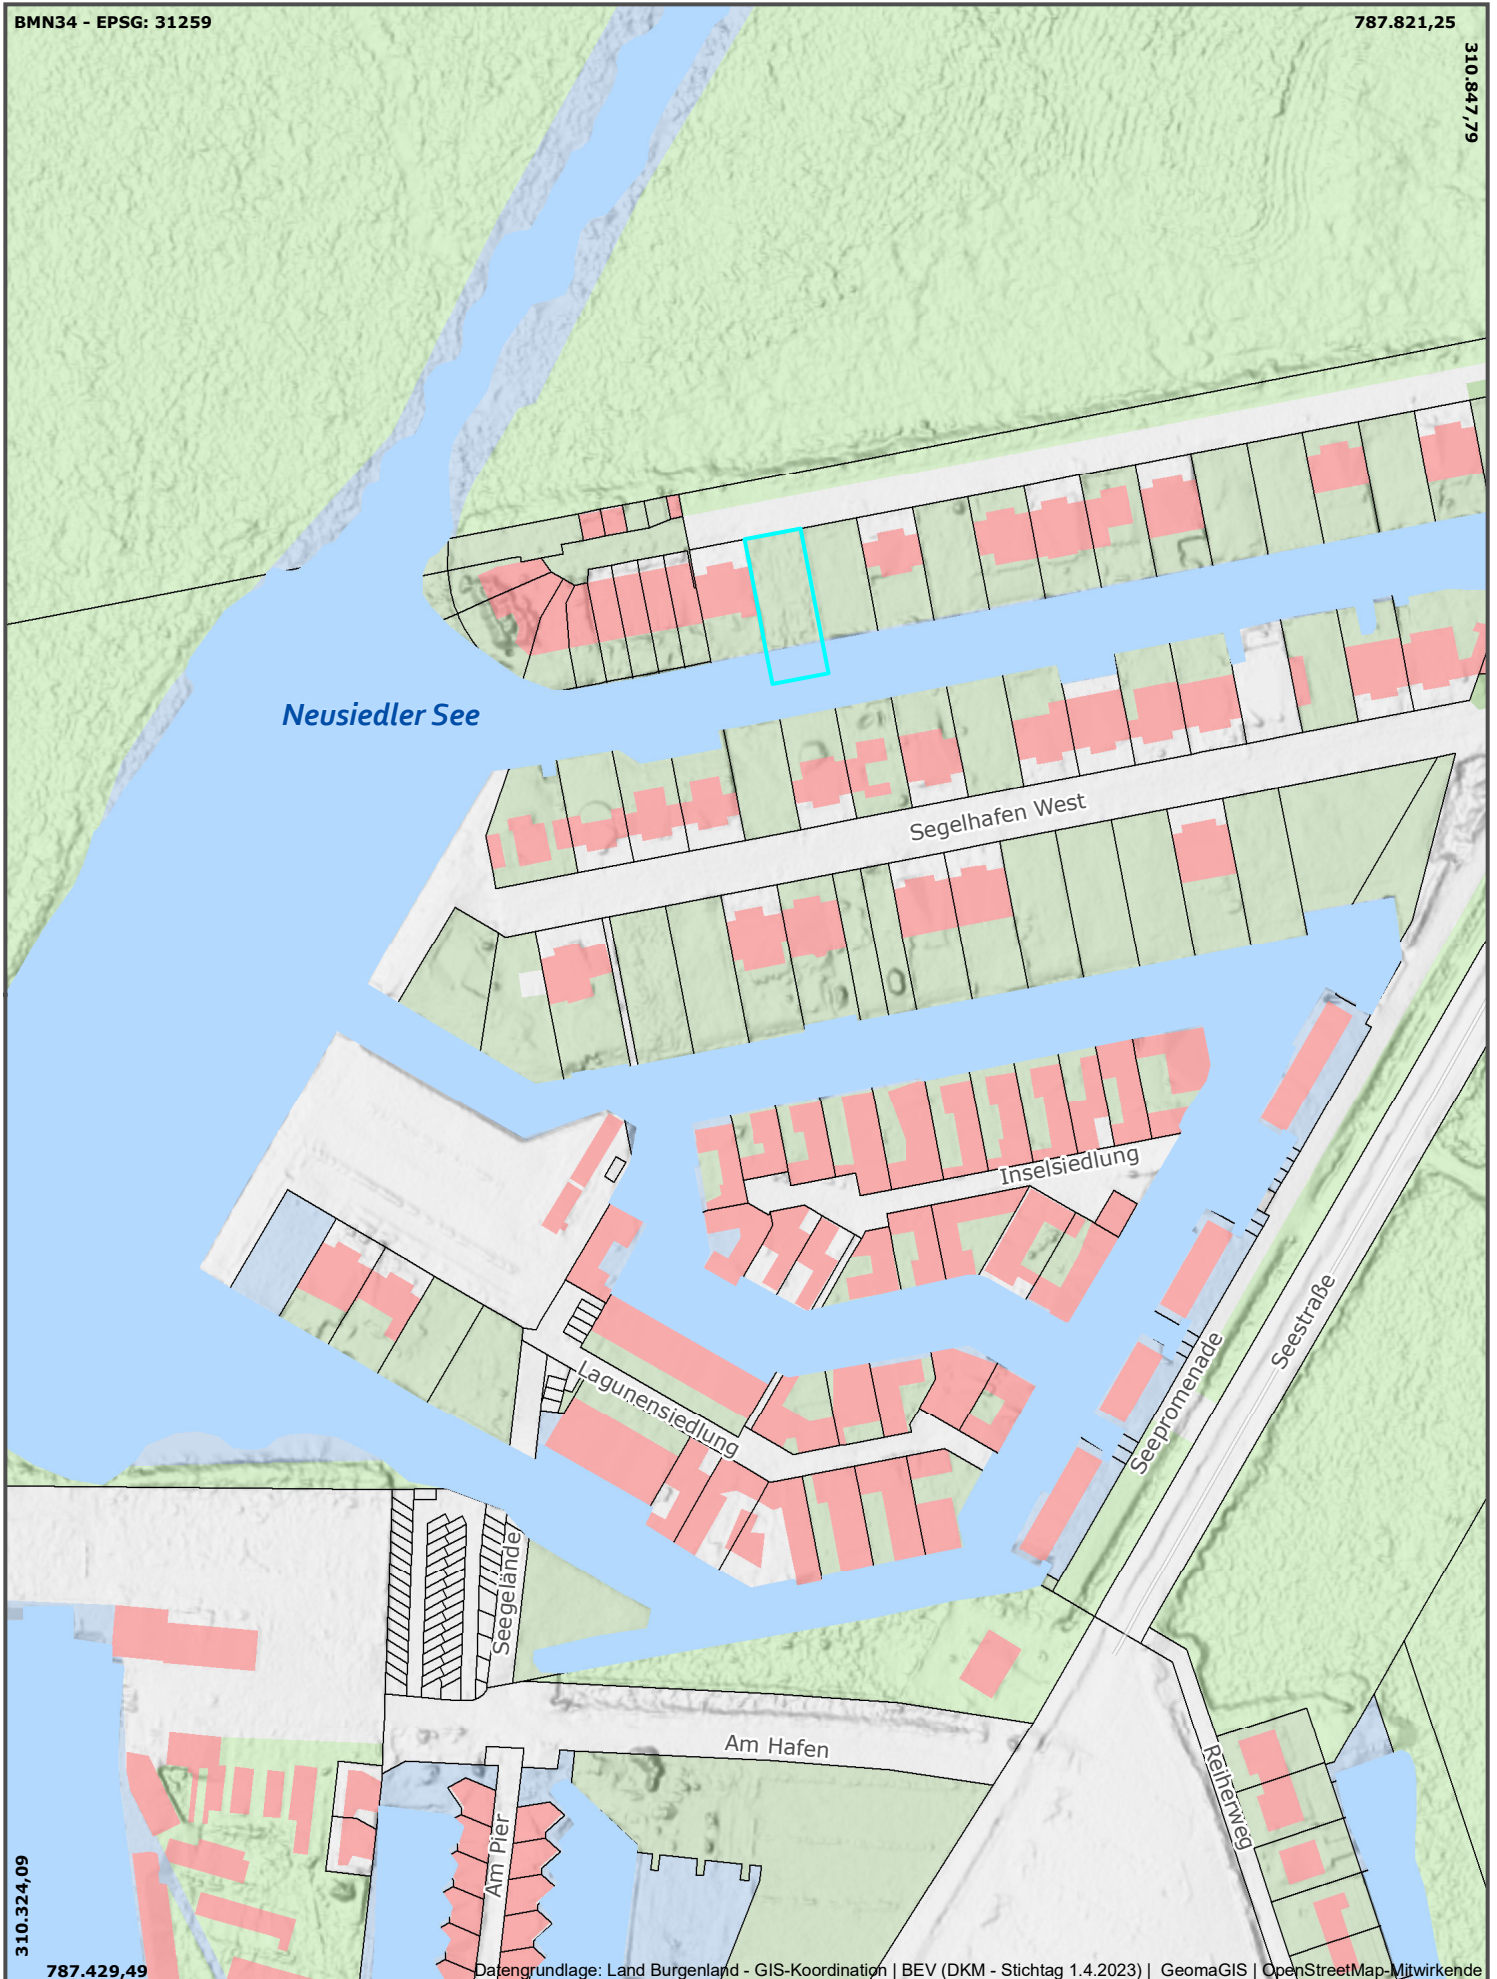 BMN34 - EPSG: 31259
787.821,25
310.847,79
Neusiedler See
Segelhafen West
Inselsiedlung
Seestraße
Seepromenade
Lagunensiedlung
Seegelände
Am Hafen
Reiherweg
Am Pier
310.324,09
787.429,49
Datengrundlage: Land Burgenland - GIS-Koordination | BEV (DKM - Stichtag 1.4.2023) | GeomaGIS | OpenStreetMap-Mitwirkende